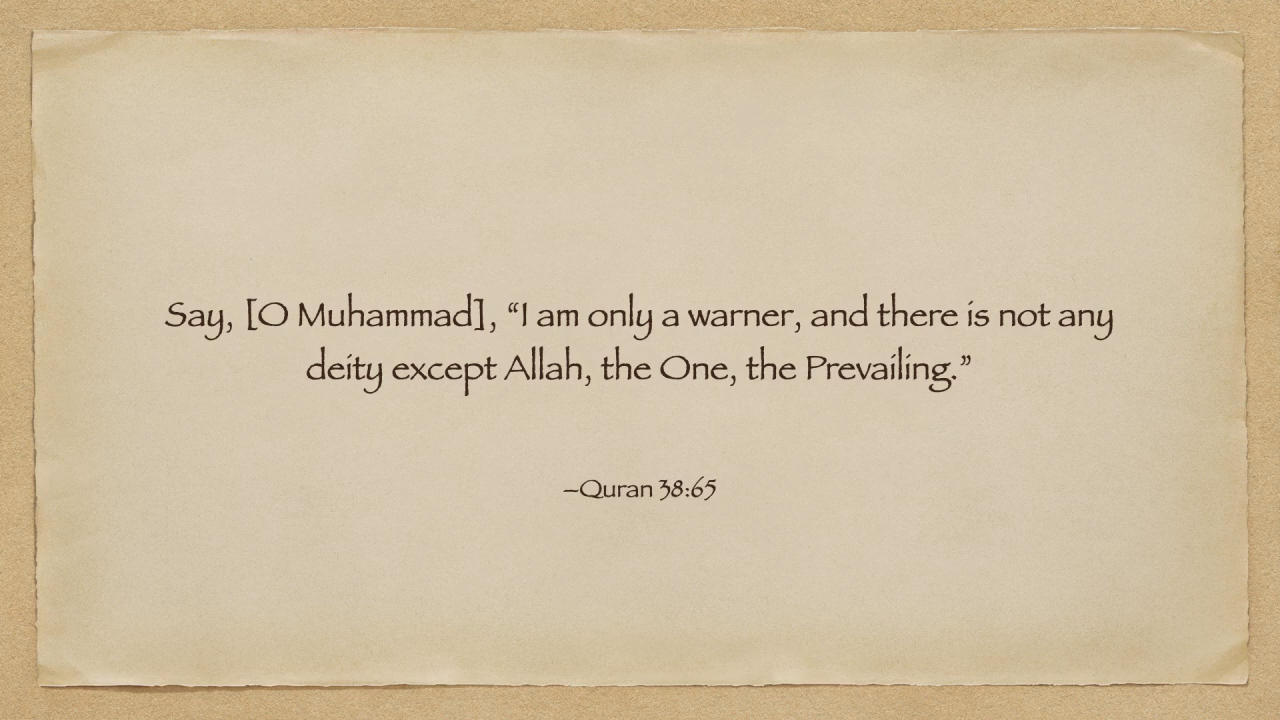 Say, [O Muhammad], “I am only a warner, and there is not any
deity except Allah, the One, the Prevailing.”
–Quran 38:65